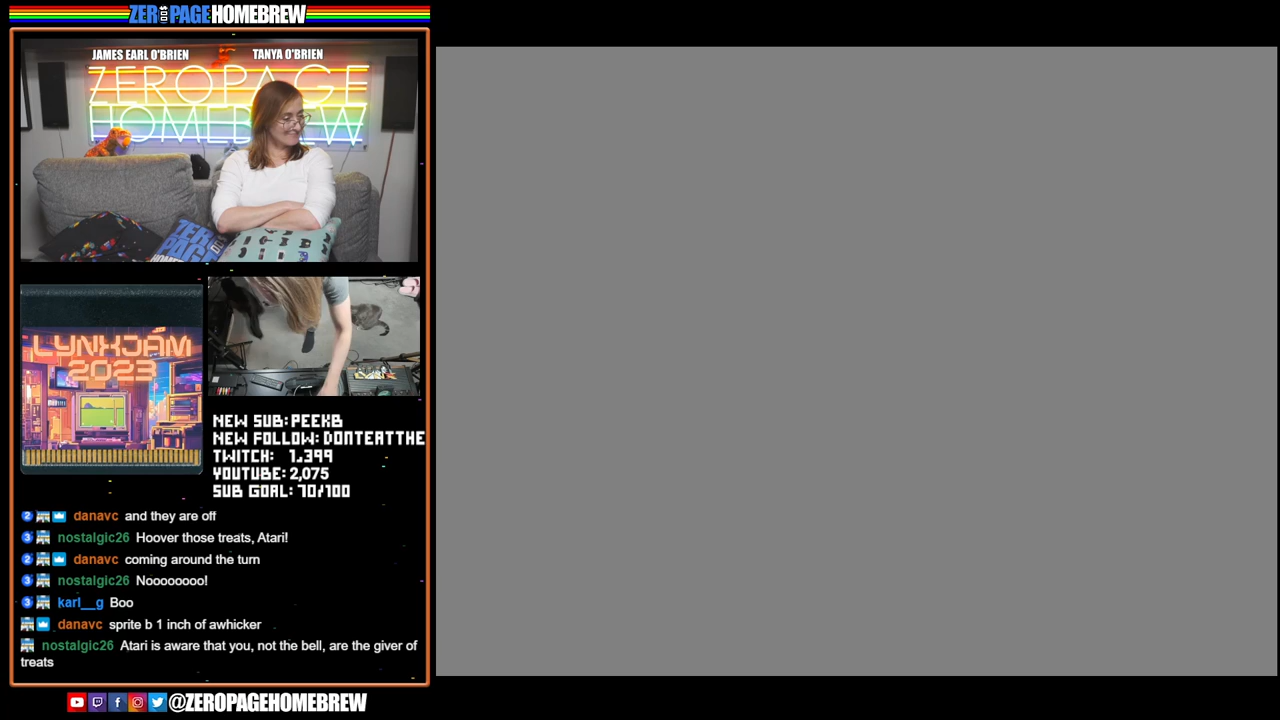 ZEROPAGE HOMEBREW
JAMES EARL O'BRIEN
TANYA O'BRIEN
ZEROPAGE
HOMEBREW
ZERO
PAGE
LYNXJAM
2023
NEW SUB: PEEKB
NEW FOLLOW: DONTEATTHE
TWITCH: 1,399
YOUTUBE: 2,075
SUB GOAL: 70/100
danavc and they are off
nostalgic26 Hoover those treats, Atari!
danavc coming around the turn
nostalgic26 Noooooooo!
karl__g Boo
danavc sprite b 1 inch of awhicker
nostalgic26 Atari is aware that you, not the bell, are the giver of
treats
@ZEROPAGEHOMEBREW